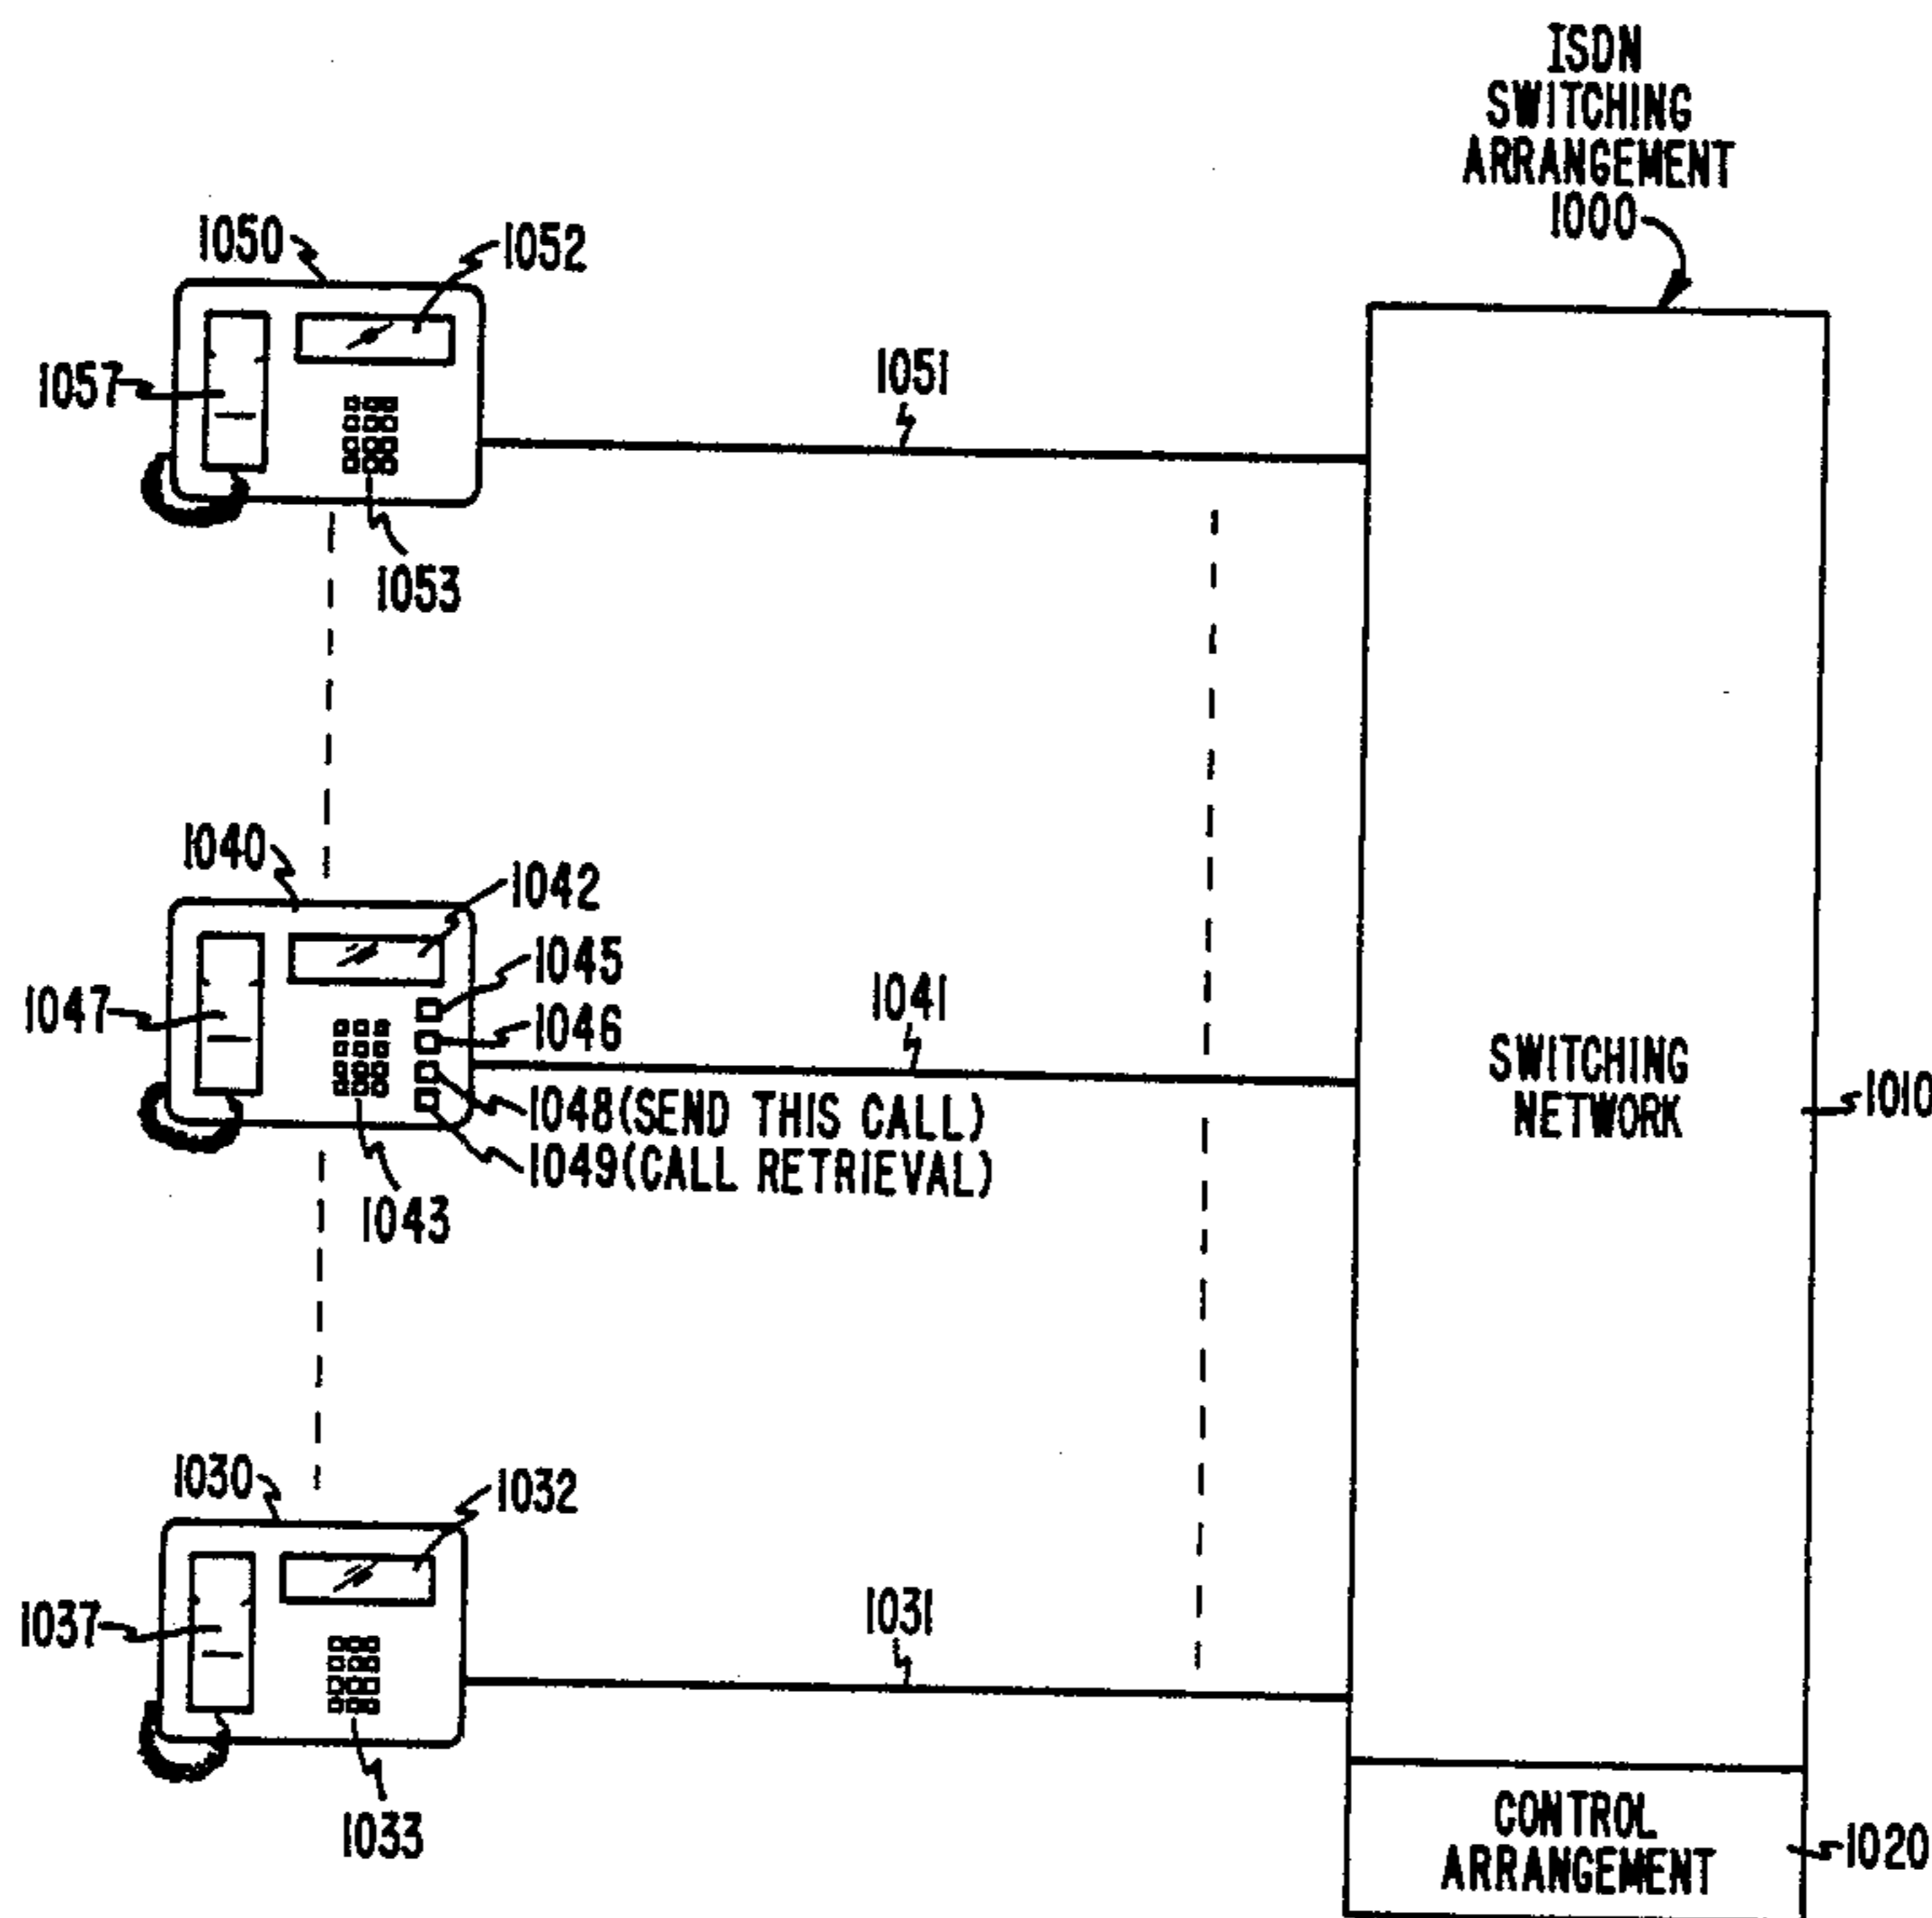 ISDN
SWITCHING
ARRANGEMENT
1000
1050
1052
1057
1051
1053
1040
1042
1045
1047
1046
1041
1048(SEND THIS CALL)
1049(CALL RETRIEVAL)
1043
SWITCHING
NETWORK
1010
1030
1032
1037
1031
1033
CONTROL
ARRANGEMENT
1020